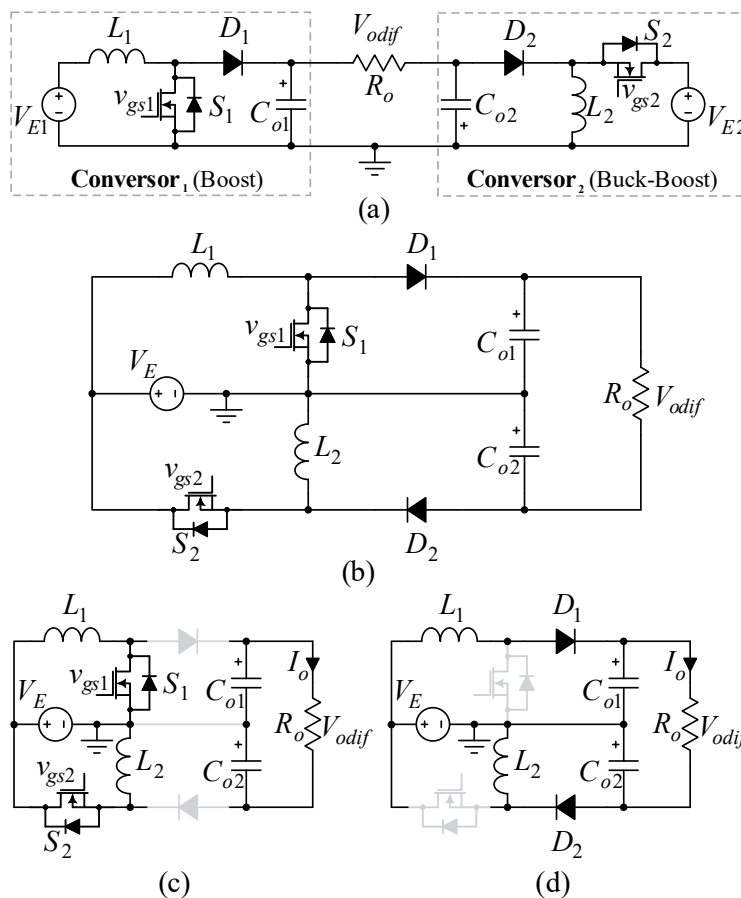 L1 D1 Vodif D2 S2
VE1 vgs1 S1 Co1 Ro Co2 L2 vgs2 VE2
Conversor1 (Boost) Conversor2 (Buck-Boost)
(a)
L1 D1
vgs1 S1 Co1
VE Ro Vodif
L2 Co2
vgs2
S2 D2
(b)
L1
vgs1 S1 Co1 Io
VE Ro Vodif
vgs2 L2 Co2
S2
(c)
L1 D1
Co1 Io
VE Ro Vodif
L2 Co2
D2
(d)